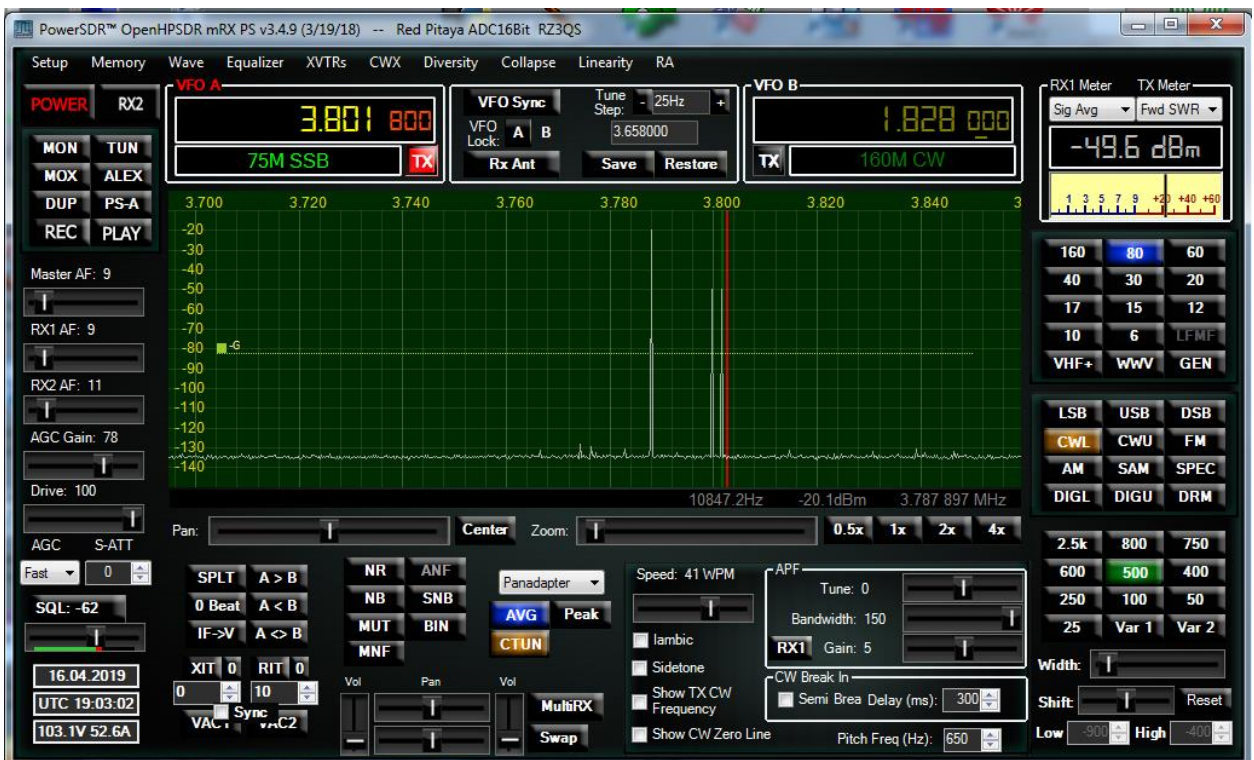 PowerSDR™ OpenHPSDR mRX PS v3.4.9 (3/19/18) -- Red Pitaya ADC16Bit RZ3QS
Setup Memory Wave Equalizer XVTRs CWX Diversity Collapse Linearity RA
POWER RX2
MON TUN
MOX ALEX
DUP PS-A
REC PLAY
VFO A
3.801 800
75M SSB TX
VFO Sync Tune Step: - 25Hz +
VFO Lock: A B 3.658000
Rx Ant Save Restore
VFO B
1.828 000
TX 160M CW
RX1 Meter TX Meter
Sig Avg Fwd SWR
-49.6 dBm
1 3 5 7 9 +20 +40 +60
3.700 3.720 3.740 3.760 3.780 3.800 3.820 3.840 3
-20
-30
-40
-50
-60
-70
-80 -G
-90
-100
-110
-120
-130
-140
10847.2Hz -20.1dBm 3.787 897 MHz
Master AF: 9
RX1 AF: 9
RX2 AF: 11
AGC Gain: 78
Drive: 100
AGC S-ATT
Fast 0
SQL: -62
16.04.2019
UTC 19:03:02
103.1V 52.6A
Pan: Center Zoom: 0.5x 1x 2x 4x
SPLT A > B
0 Beat A < B
IF->V A <> B
XIT 0 RIT 0
0 10
Sync
VAC1 VAC2
NR ANF
NB SNB
MUT BIN
MNF
Panadapter
AVG Peak
CTUN
Vol Pan Vol
MultiRX
Swap
Speed: 41 WPM
Iambic
Sidetone
Show TX CW Frequency
Show CW Zero Line
APF
Tune: 0
Bandwidth: 150
RX1 Gain: 5
CW Break In
Semi Brea Delay (ms): 300
Pitch Freq (Hz): 650
160 80 60
40 30 20
17 15 12
10 6 LFMF
VHF+ WWV GEN
LSB USB DSB
CWL CWU FM
AM SAM SPEC
DIGL DIGU DRM
2.5k 800 750
600 500 400
250 100 50
25 Var 1 Var 2
Width:
Shift: Reset
Low -900 High -400